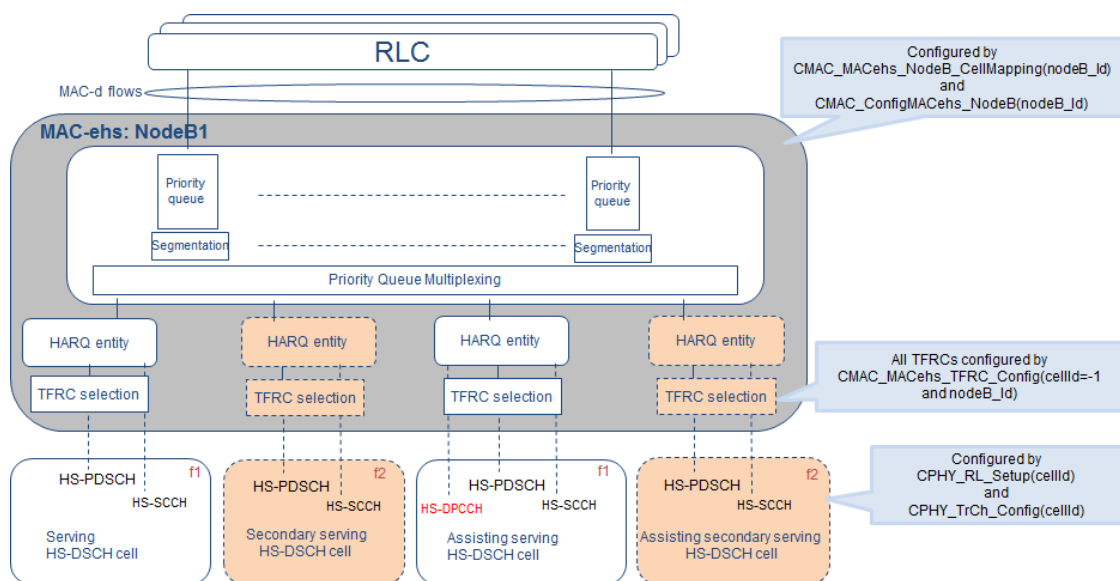 RLC
MAC-d flows
Configured by
CMAC_MACehs_NodeB_CellMapping(nodeB_Id)
and
CMAC_ConfigMACehs_NodeB(nodeB_Id)
MAC-ehs: NodeB1
Priority
queue
Priority
queue
Segmentation
Segmentation
Priority Queue Multiplexing
HARQ entity
HARQ entity
HARQ entity
HARQ entity
TFRC selection
TFRC selection
TFRC selection
TFRC selection
All TFRCs configured by
CMAC_MACehs_TFRC_Config(cellId=-1
and nodeB_Id)
f1
HS-PDSCH
HS-SCCH
Serving
HS-DSCH cell
f2
HS-PDSCH
HS-SCCH
Secondary serving
HS-DSCH cell
f1
HS-PDSCH
HS-DPCCH
HS-SCCH
Assisting serving
HS-DSCH cell
f2
HS-PDSCH
HS-SCCH
Assisting secondary serving
HS-DSCH cell
Configured by
CPHY_RL_Setup(cellId)
and
CPHY_TrCh_Config(cellId)